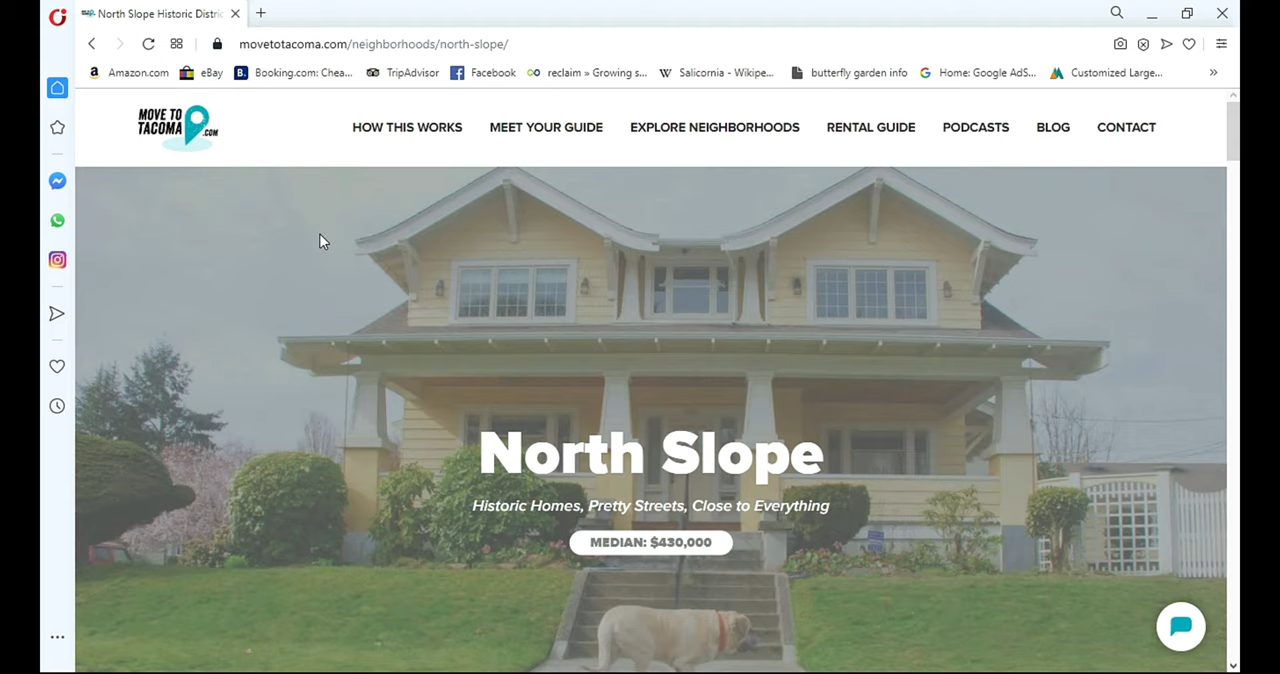 North Slope Historic Distric
movetotacoma.com/neighborhoods/north-slope/
Amazon.com eBay Booking.com: Chea... TripAdvisor Facebook reclaim » Growing s... Salicornia - Wikipe... butterfly garden info Home: Google AdS... Customized Large... »
MOVE TO
TACOMA.COM
HOW THIS WORKS MEET YOUR GUIDE EXPLORE NEIGHBORHOODS RENTAL GUIDE PODCASTS BLOG CONTACT
North Slope
Historic Homes, Pretty Streets, Close to Everything
MEDIAN: $430,000